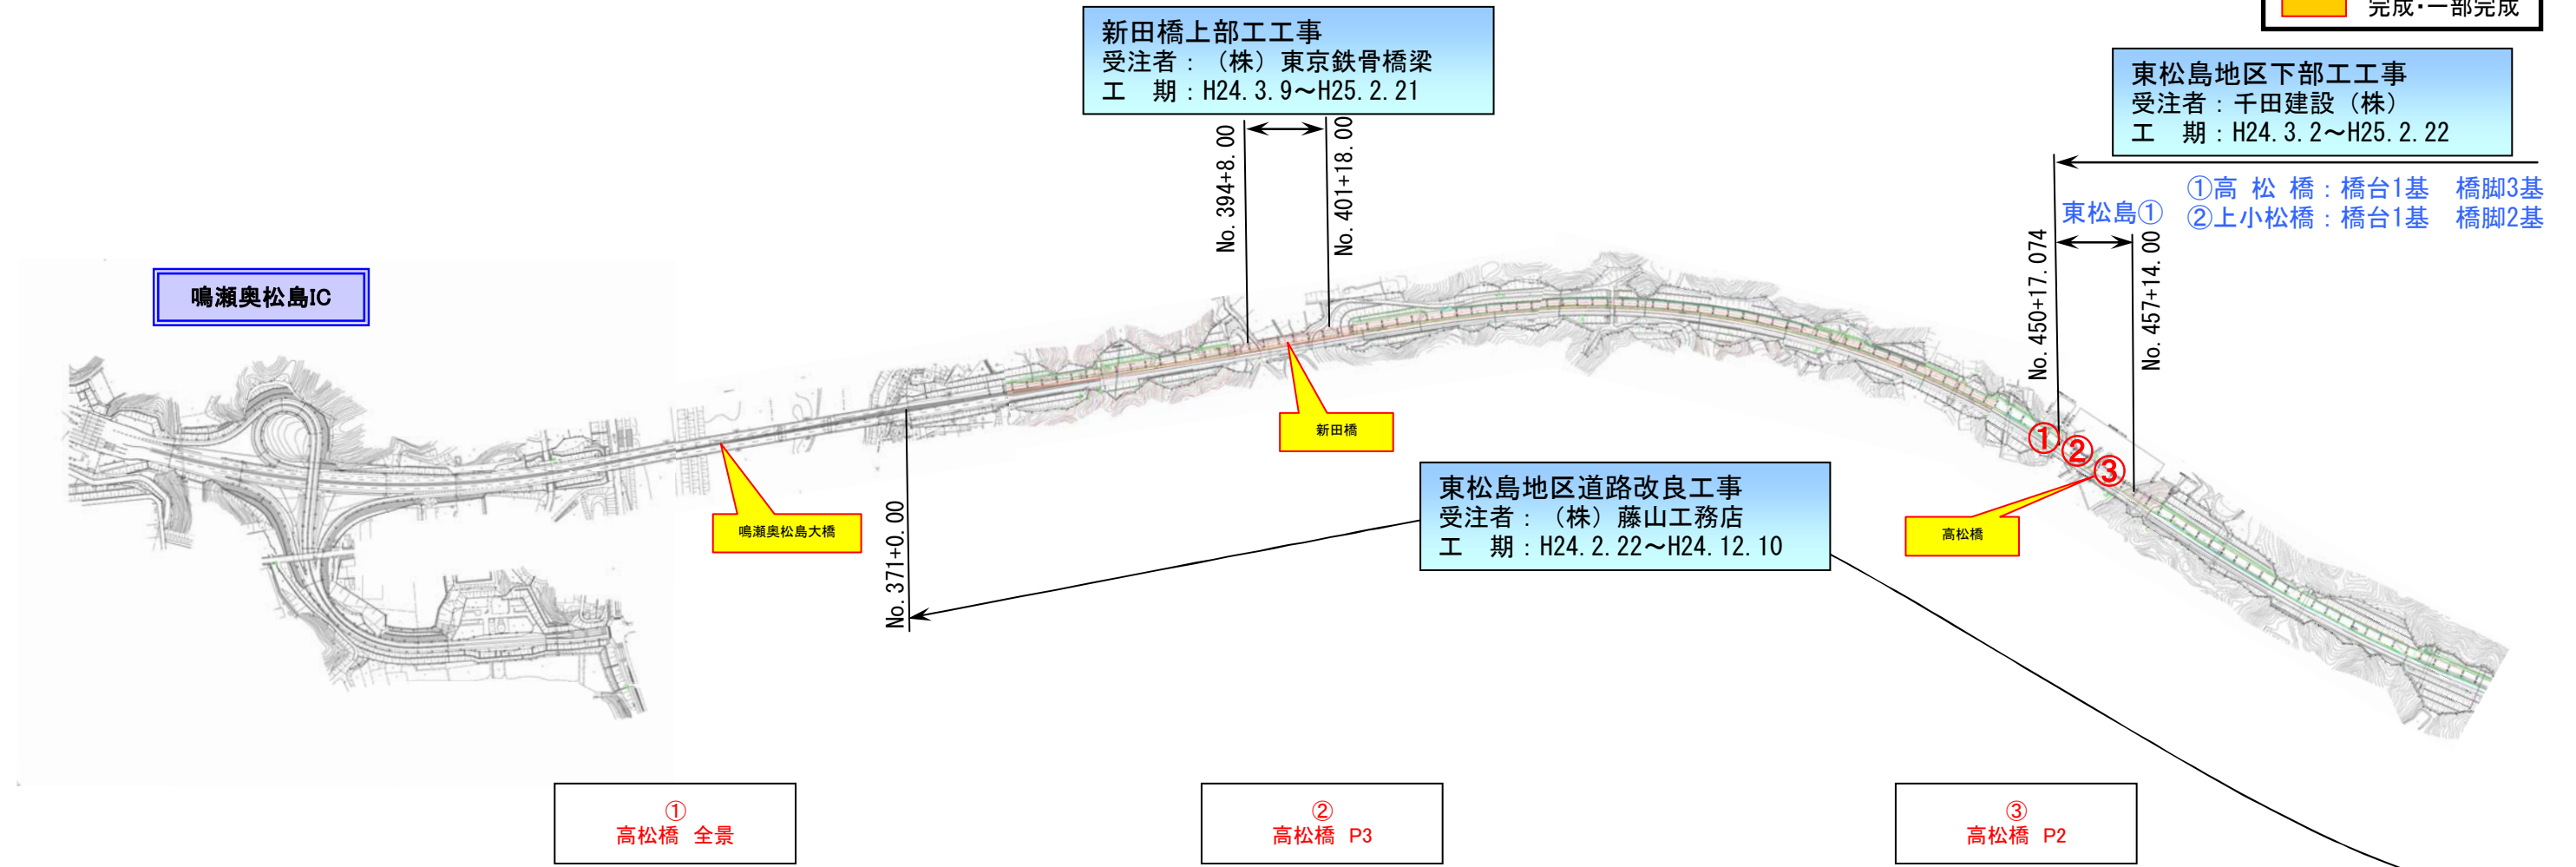 完成・一部完成
新田橋上部工工事
受注者：（株）東京鉄骨橋梁
工　期：H24.3.9～H25.2.21
東松島地区下部工工事
受注者：千田建設（株）
工　期：H24.3.2～H25.2.22
①高 松 橋：橋台1基　橋脚3基
②上小松橋：橋台1基　橋脚2基
東松島①
No.394+8.00
No.401+18.00
No.450+17.074
No.457+14.00
鳴瀬奥松島IC
新田橋
①
②
③
鳴瀬奥松島大橋
高松橋
No.371+0.00
東松島地区道路改良工事
受注者：（株）藤山工務店
工　期：H24.2.22～H24.12.10
①
高松橋　全景
②
高松橋　P3
③
高松橋　P2